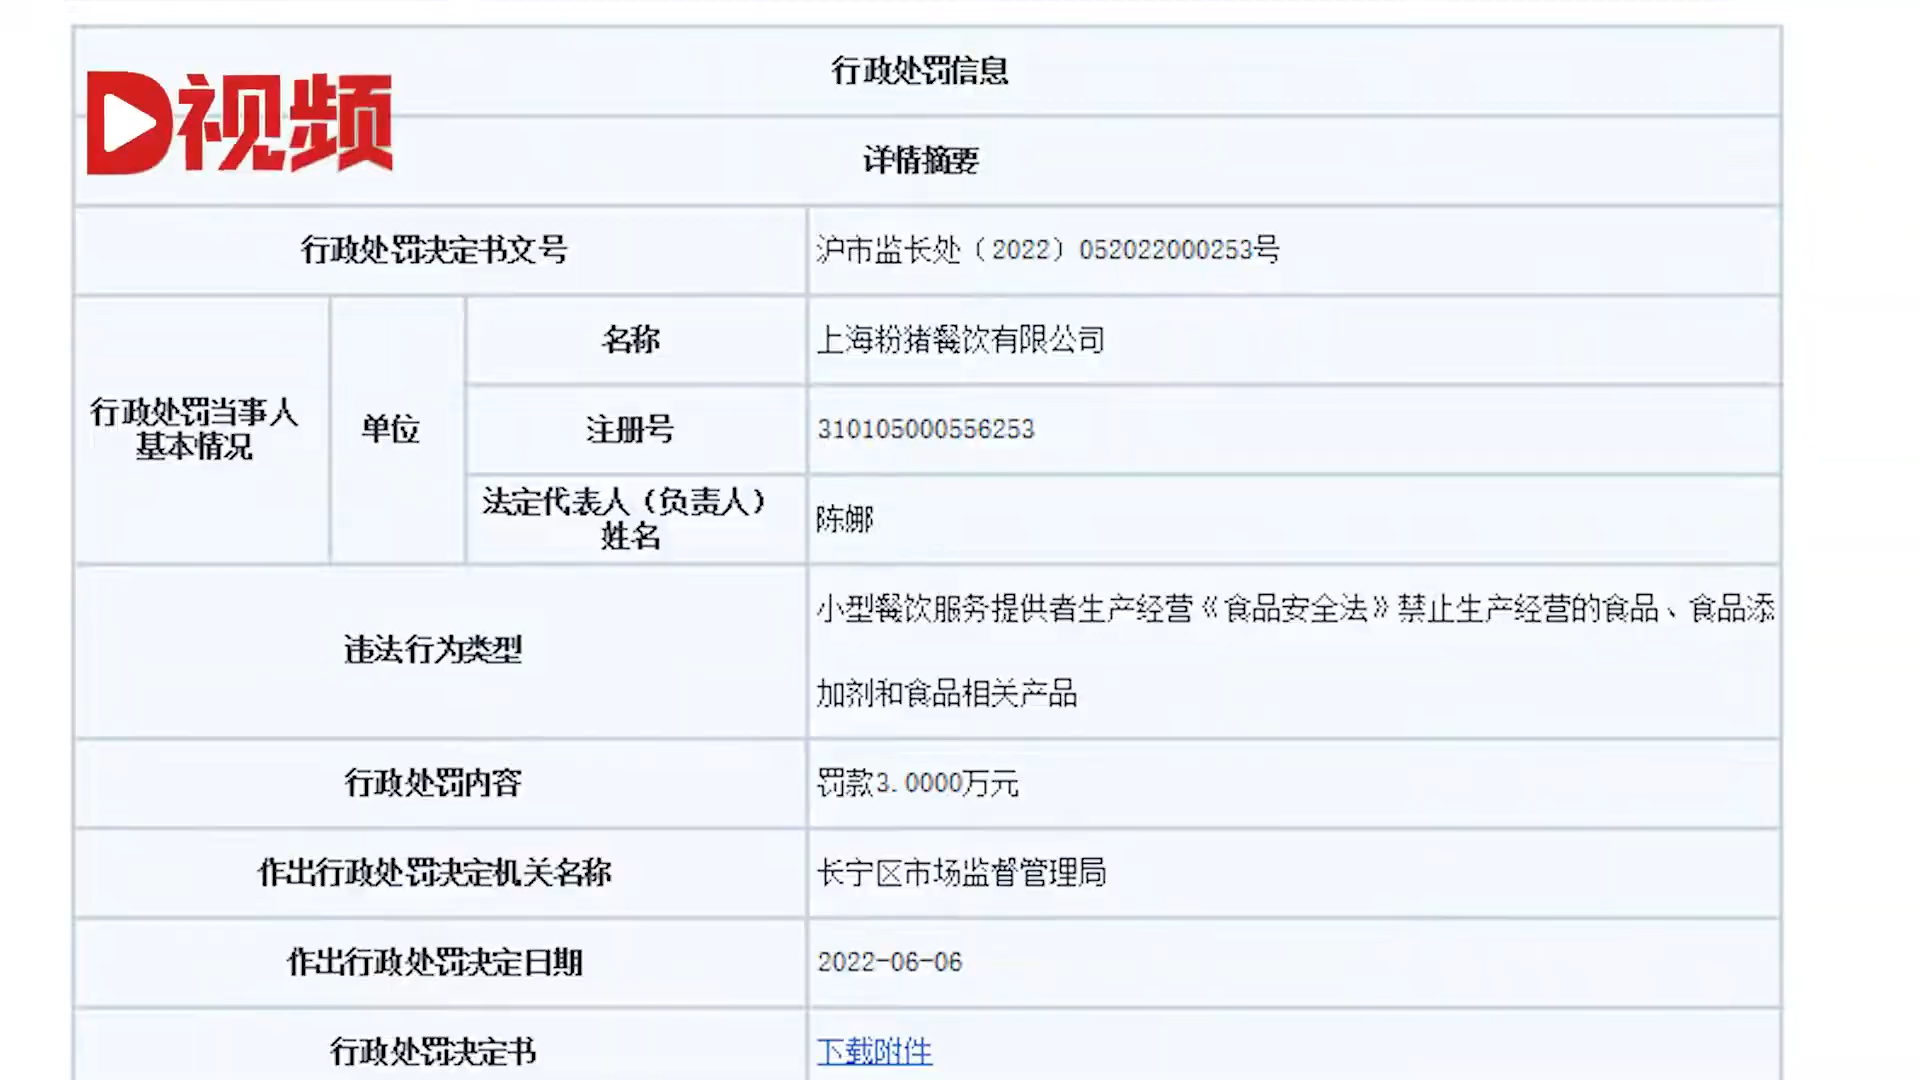 行政处罚信息
视频
详情摘要
行政处罚决定书文号
沪市监长处（2022）052022000253号
行政处罚当事人
基本情况
单位
名称
上海粉猪餐饮有限公司
注册号
310105000556253
法定代表人（负责人）
姓名
陈娜
违法行为类型
小型餐饮服务提供者生产经营《食品安全法》禁止生产经营的食品、食品添
加剂和食品相关产品
行政处罚内容
罚款3.0000万元
作出行政处罚决定机关名称
长宁区市场监督管理局
作出行政处罚决定日期
2022-06-06
行政处罚决定书
下载附件